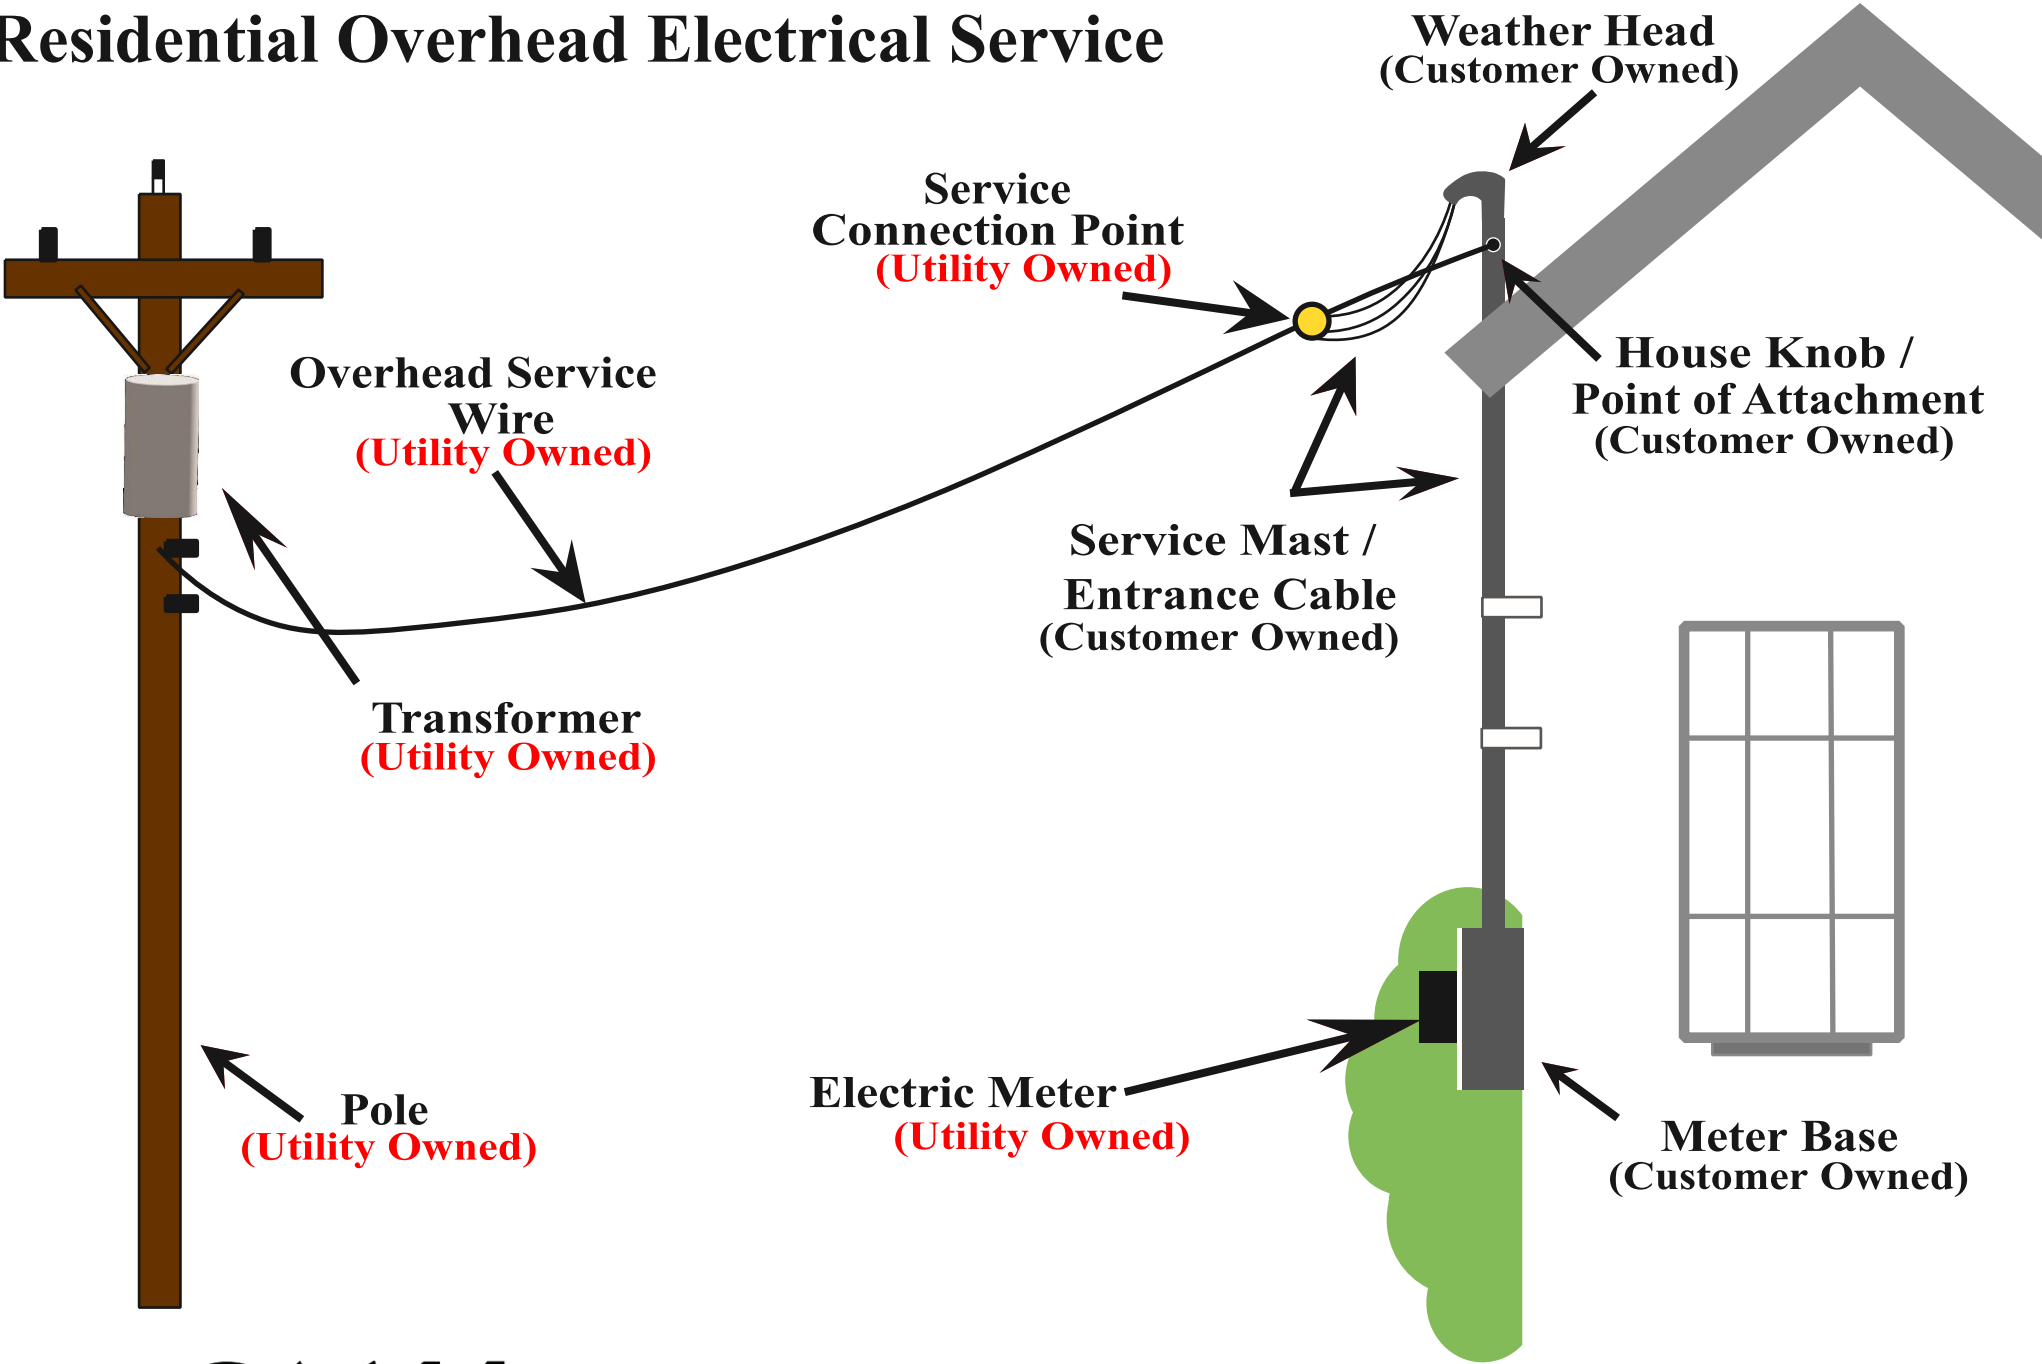 Residential Overhead Electrical Service
Weather Head
(Customer Owned)
Service
Connection Point
(Utility Owned)
Overhead Service
Wire
(Utility Owned)
House Knob /
Point of Attachment
(Customer Owned)
Service Mast /
Entrance Cable
(Customer Owned)
Transformer
(Utility Owned)
Electric Meter
(Utility Owned)
Pole
(Utility Owned)
Meter Base
(Customer Owned)